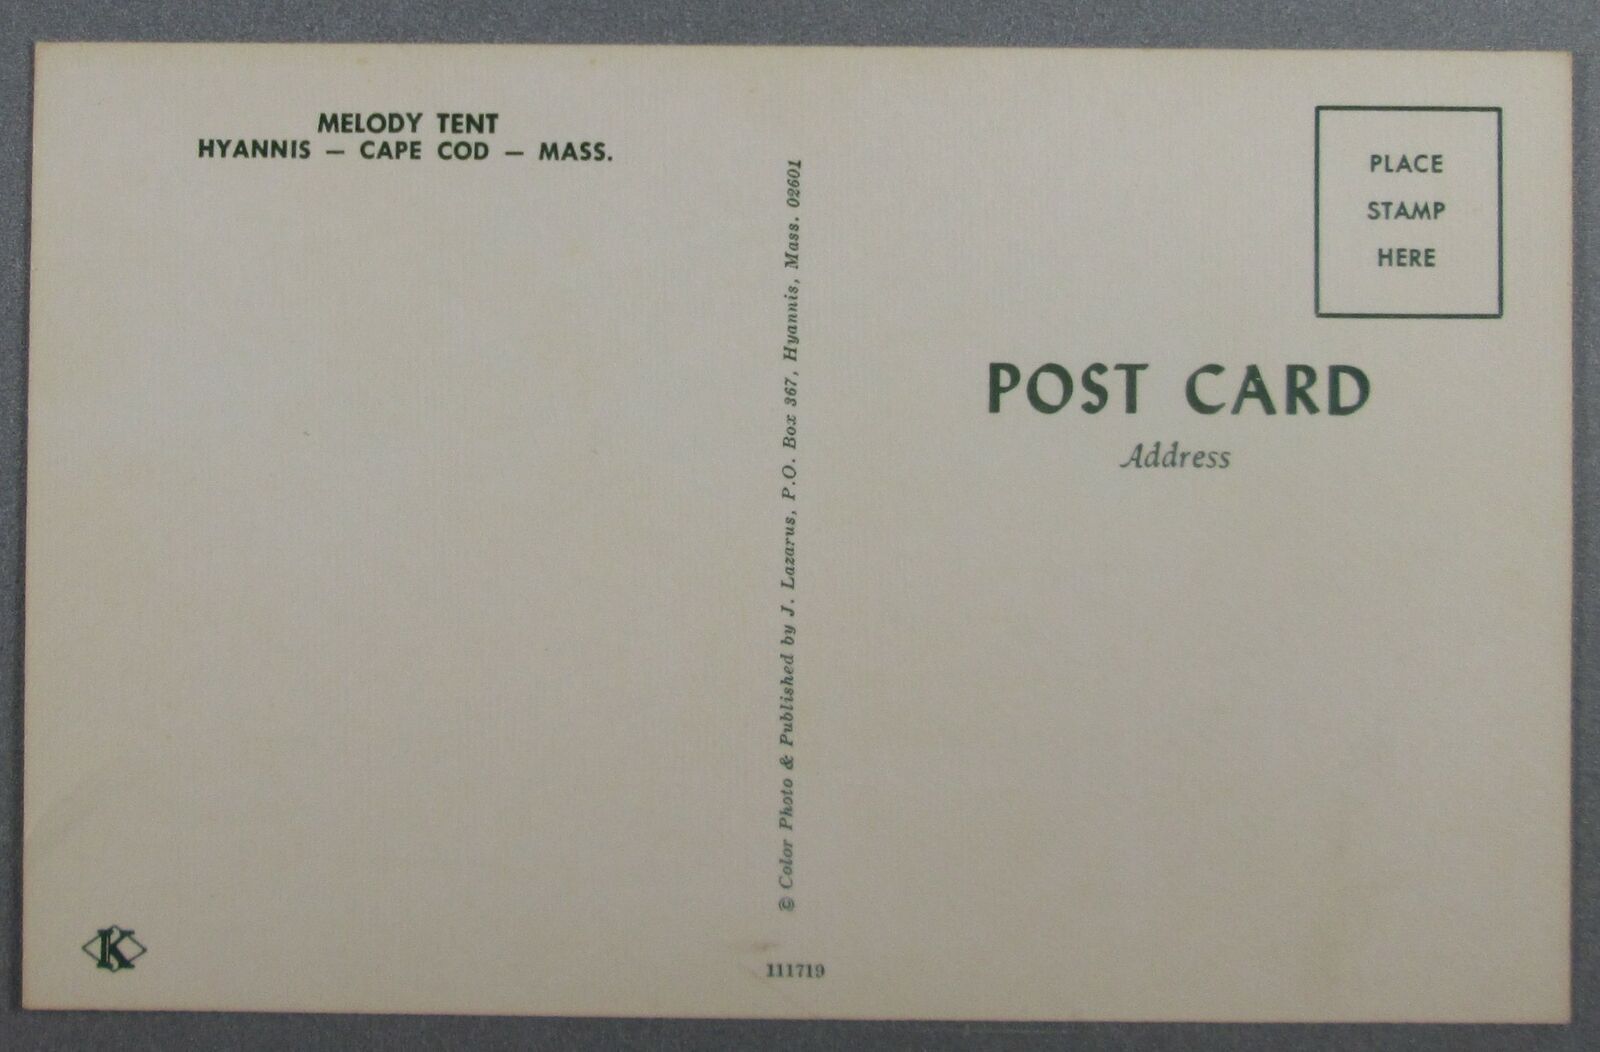 MELODY TENT
HYANNIS — CAPE COD — MASS.
© Color Photo & Published by J. Lazarus, P.O. Box 367, Hyannis, Mass. 02601
PLACE
STAMP
HERE
POST CARD
Address
K
111719